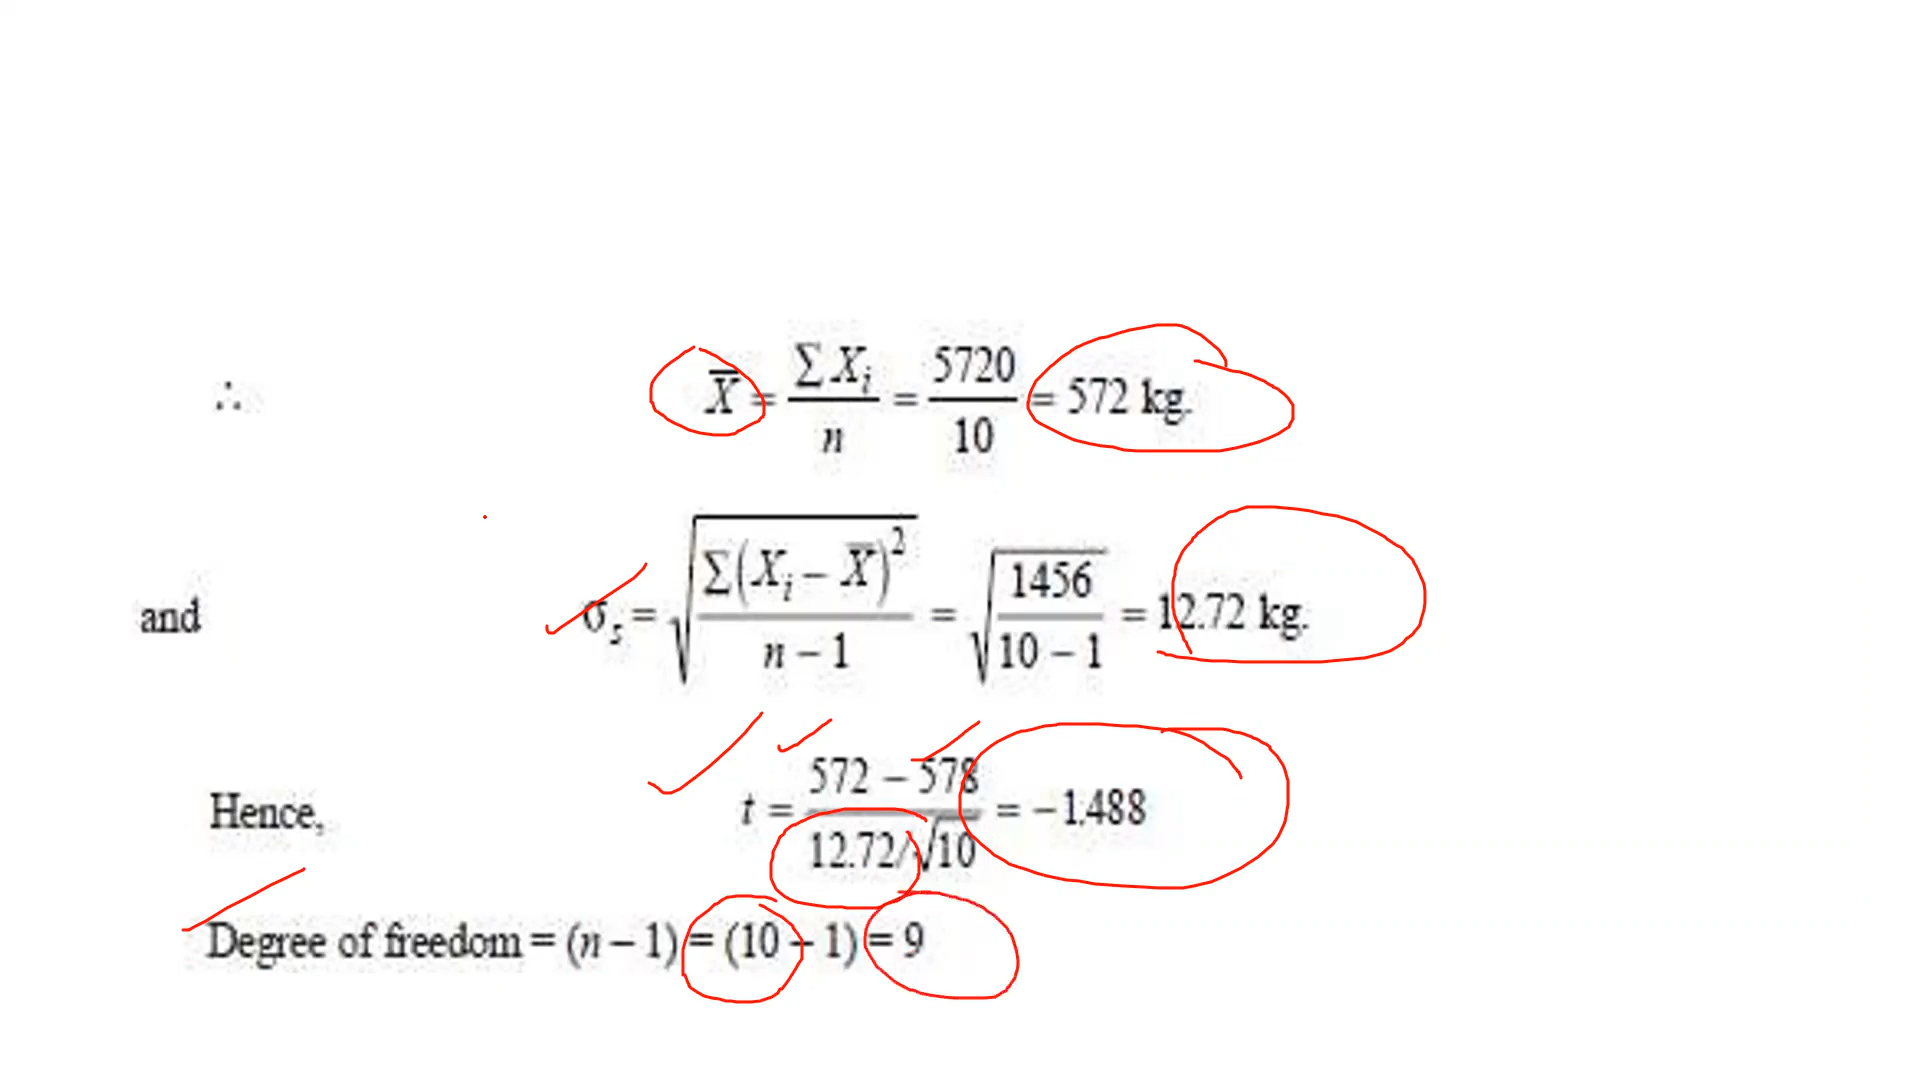 ∴ X̄ = ∑Xᵢ / n = 5720 / 10 = 572 kg.
and σₛ = √(∑(Xᵢ − X̄)² / (n − 1)) = √(1456 / (10 − 1)) = 12.72 kg.
Hence, t = (572 − 578) / (12.72/√10) = −1.488
Degree of freedom = (n − 1) = (10 − 1) = 9